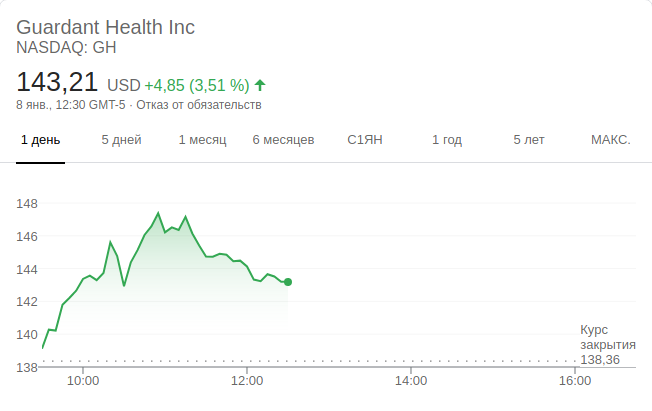 Guardant Health Inc
NASDAQ: GH
143,21 USD +4,85 (3,51 %)
8 янв., 12:30 GMT-5 · Отказ от обязательств
1 день 5 дней 1 месяц 6 месяцев С1ЯН 1 год 5 лет МАКС.
148
146
144
142
140
138
Курс
закрытия
138,36
10:00 12:00 14:00 16:00